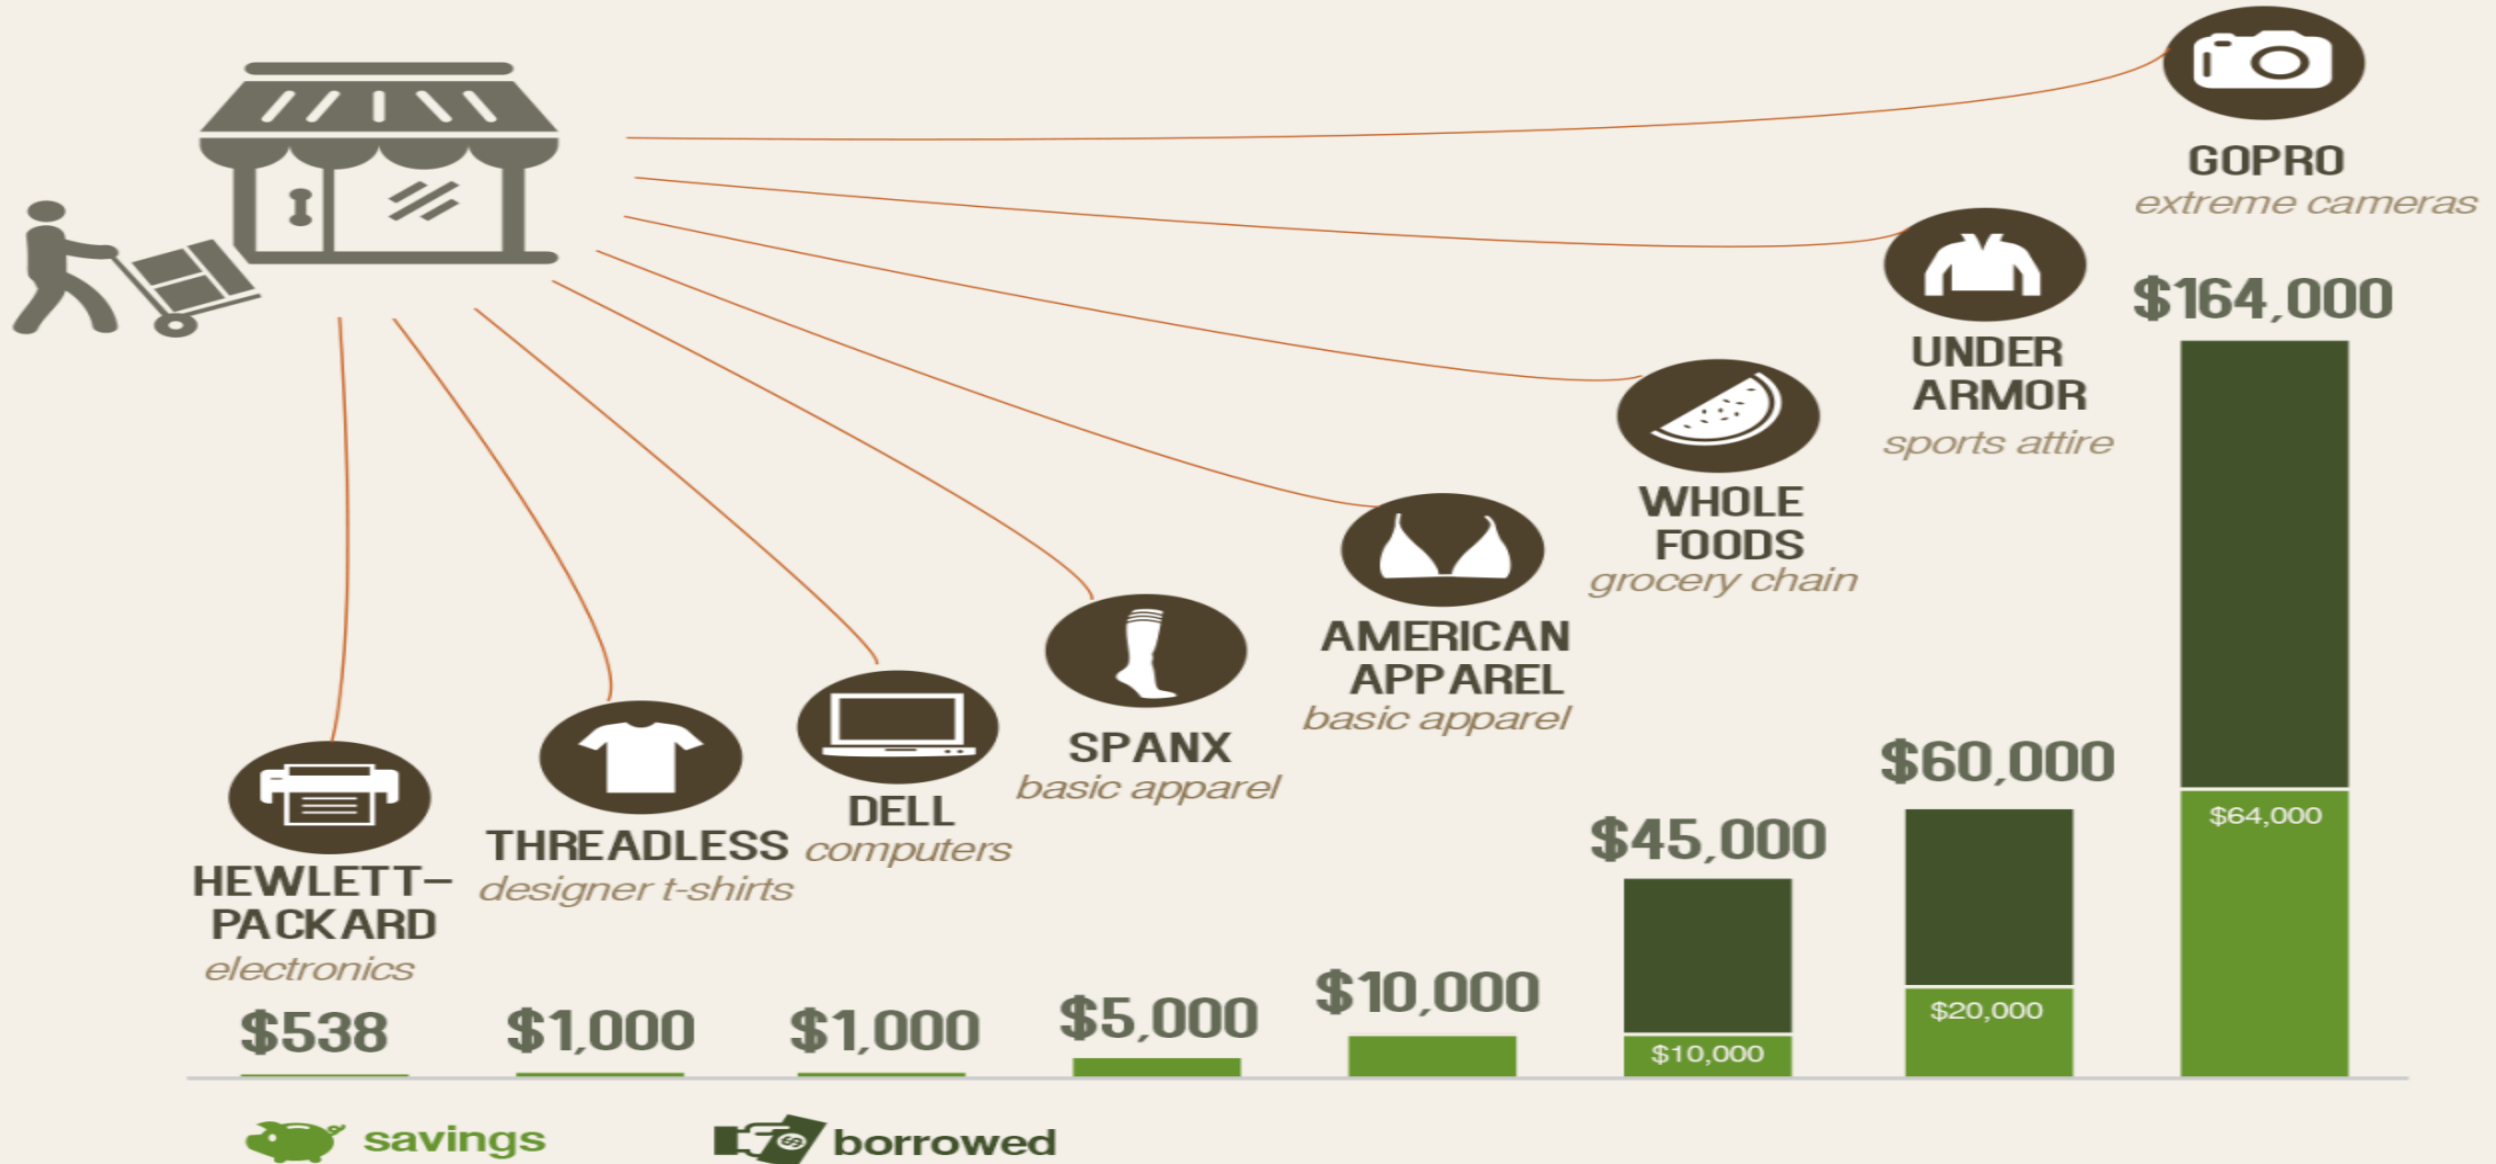 GOPRO
extreme cameras
$164,000
$64,000
UNDER
ARMOR
sports attire
$60,000
$20,000
WHOLE
FOODS
grocery chain
$45,000
$10,000
AMERICAN
APPAREL
basic apparel
$10,000
SPANX
basic apparel
$5,000
DELL
computers
$1,000
THREADLESS
designer t-shirts
$1,000
HEWLETT–
PACKARD
electronics
$538
savings
borrowed